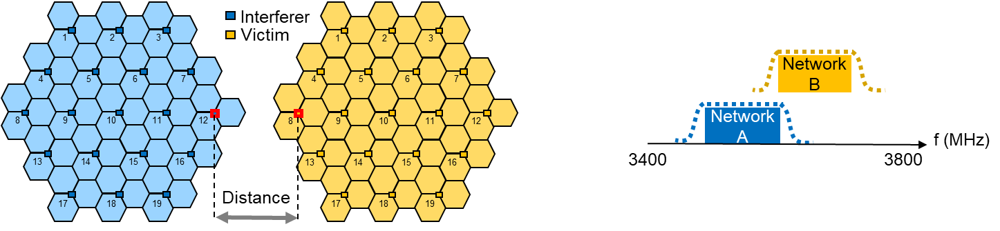 Interferer
Victim
1 2 3
4 5 6 7
8 9 10 11 12
13 14 15 16
17 18 19
1 2 3
4 5 6 7
8 9 10 11 12
13 14 15 16
17 18 19
Distance
Network
B
Network
A
f (MHz)
3400
3800